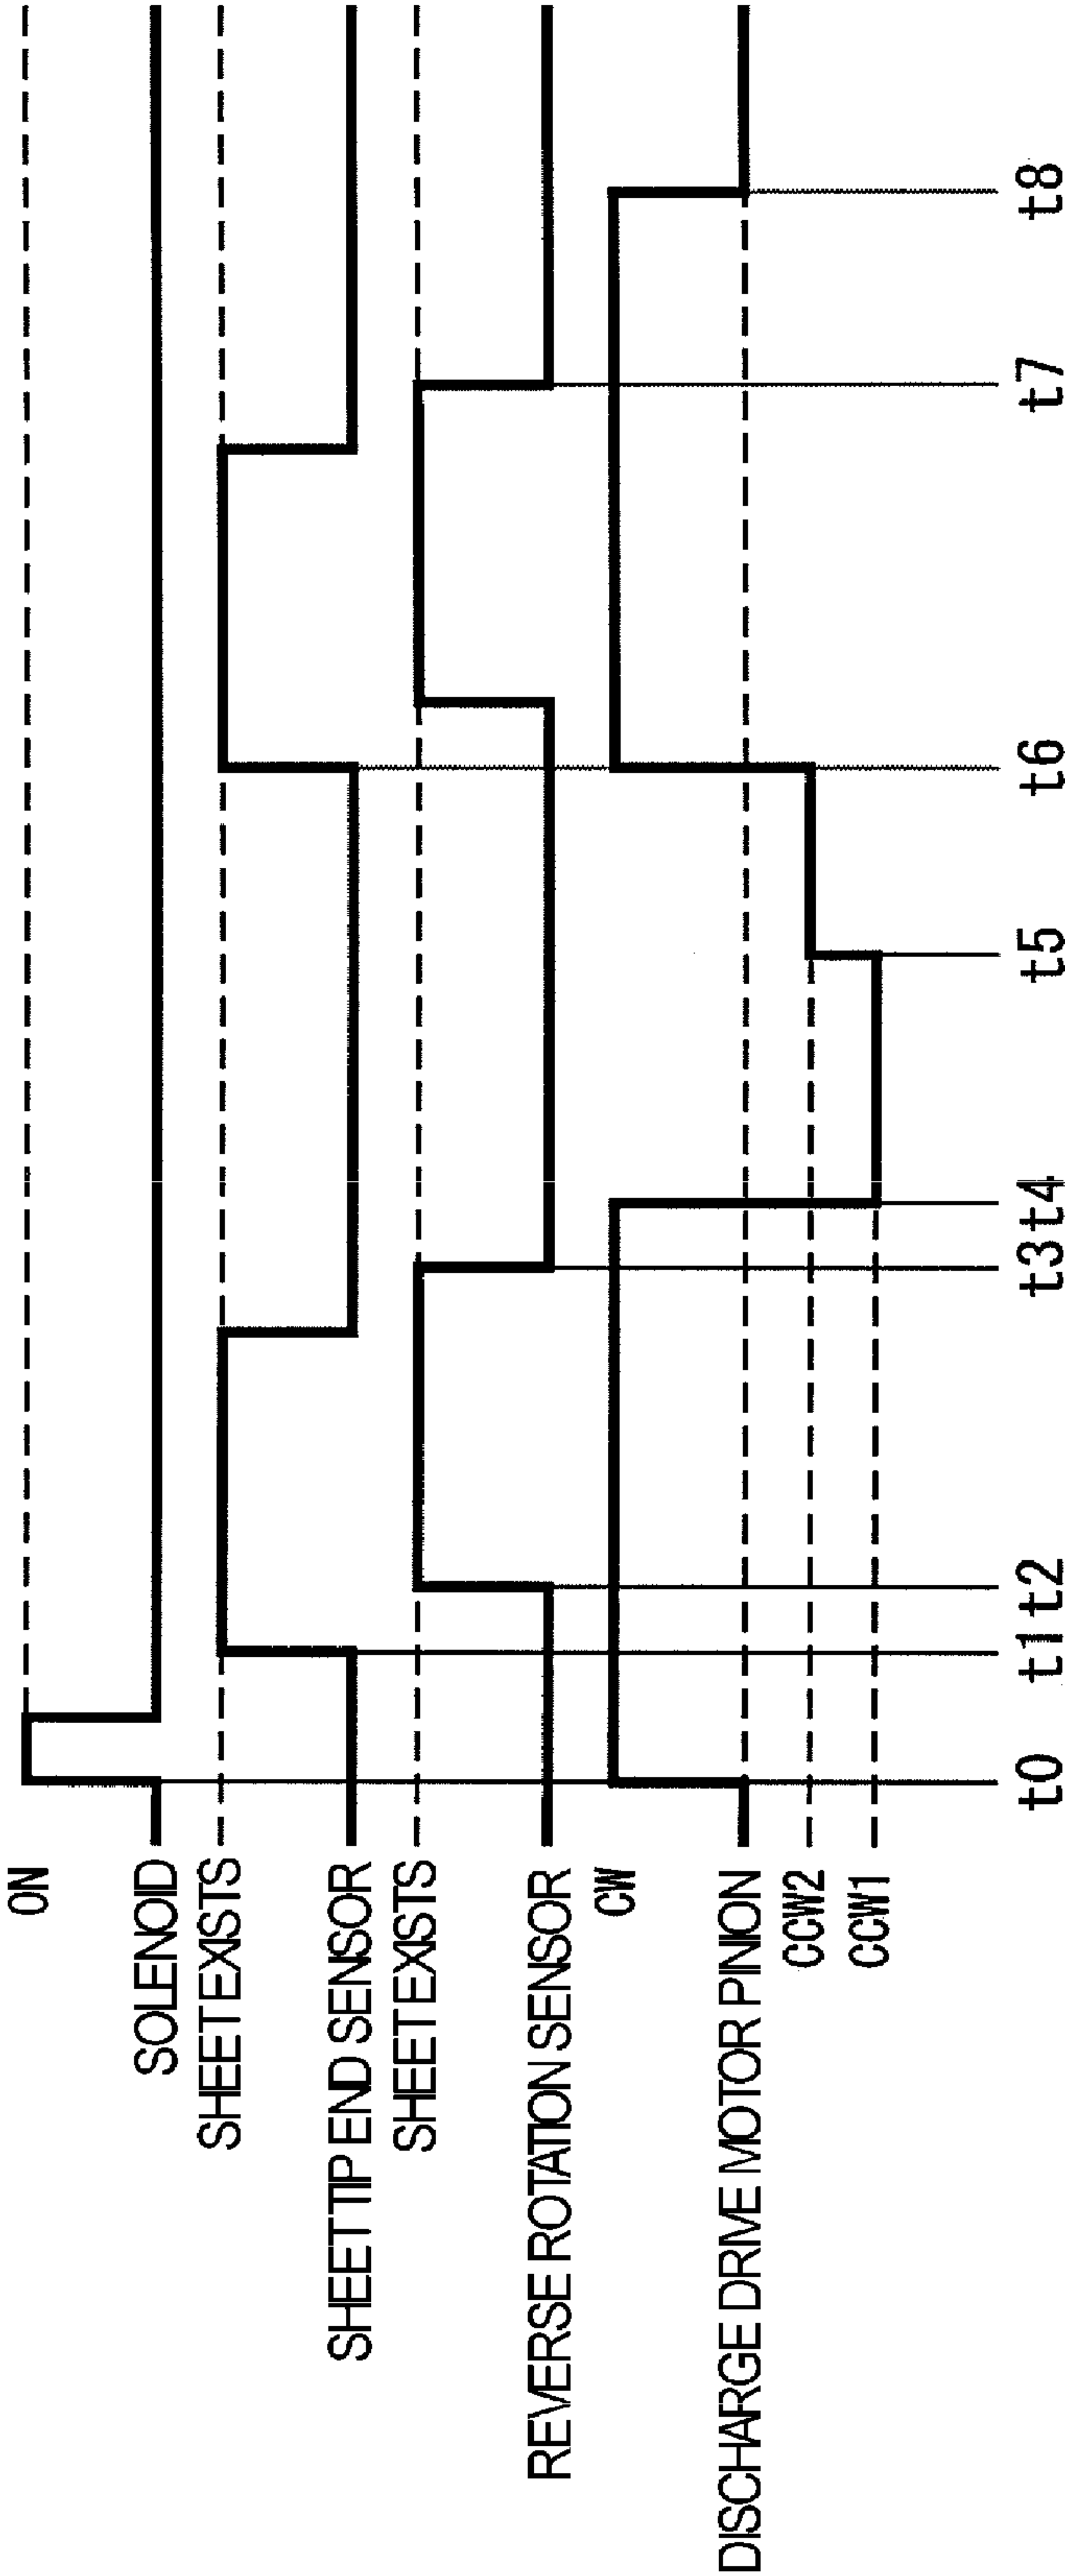 ON
SOLENOID
SHEET EXISTS
SHEET TIP END SENSOR
SHEET EXISTS
REVERSE ROTATION SENSOR
CW
DISCHARGE DRIVE MOTOR PINION
CCW2
CCW1
t0 t1 t2 t3 t4 t5 t6 t7 t8